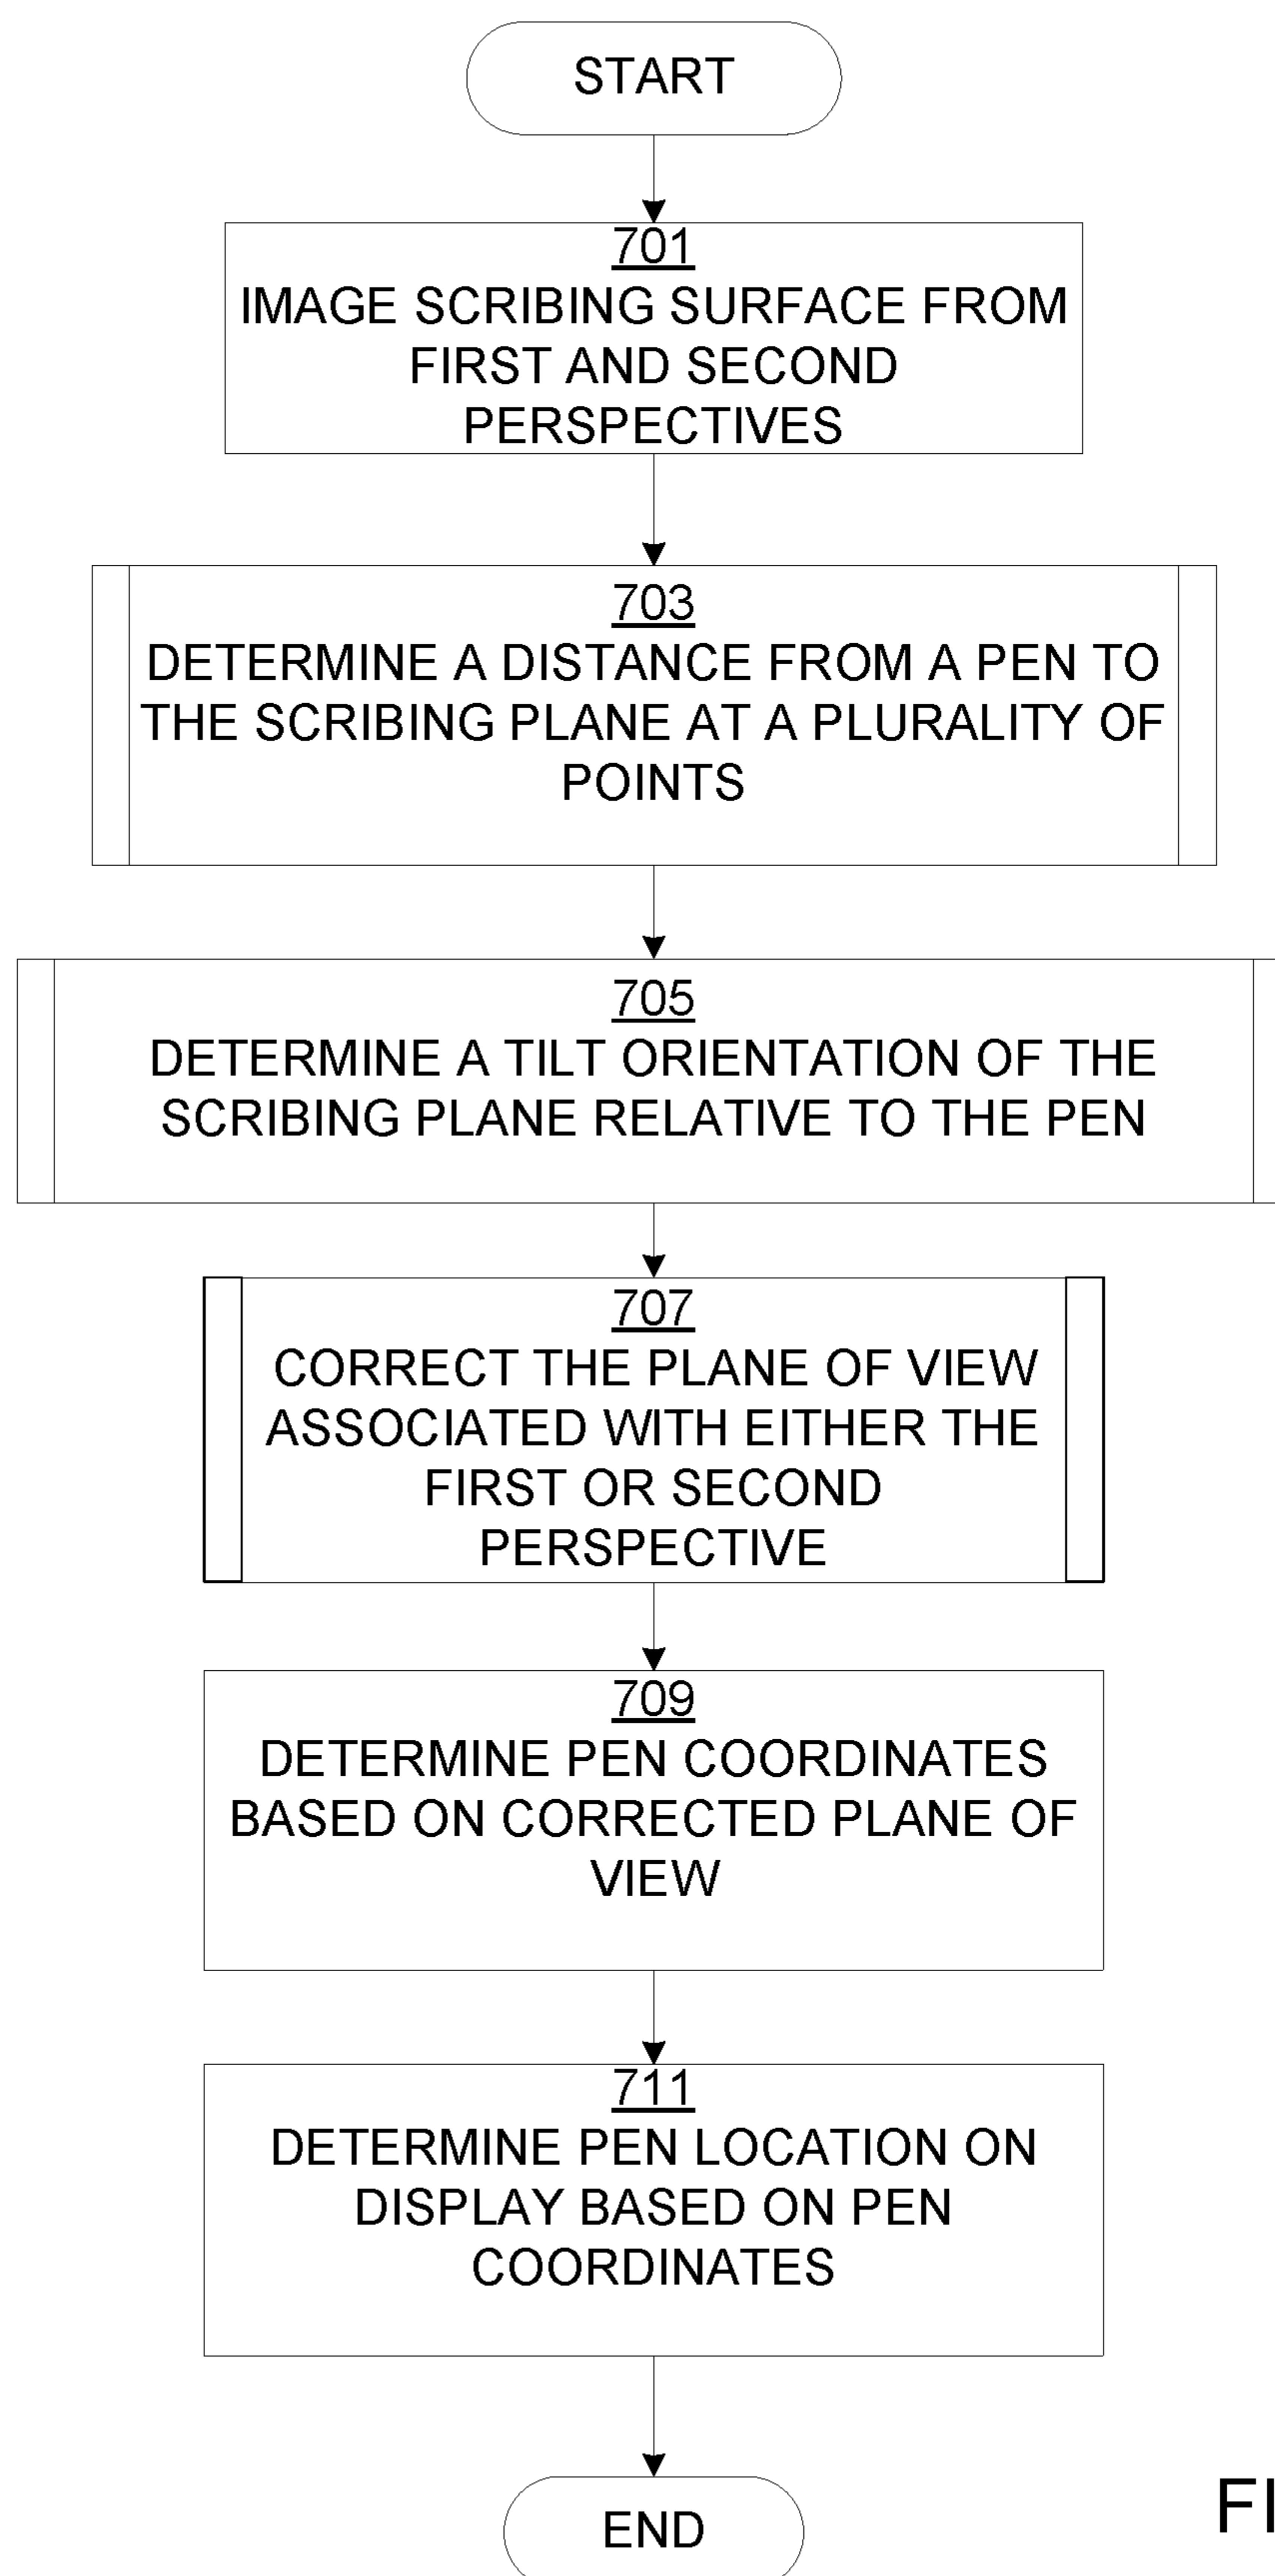 START
701
IMAGE SCRIBING SURFACE FROM
FIRST AND SECOND
PERSPECTIVES
703
DETERMINE A DISTANCE FROM A PEN TO
THE SCRIBING PLANE AT A PLURALITY OF
POINTS
705
DETERMINE A TILT ORIENTATION OF THE
SCRIBING PLANE RELATIVE TO THE PEN
707
CORRECT THE PLANE OF VIEW
ASSOCIATED WITH EITHER THE
FIRST OR SECOND
PERSPECTIVE
709
DETERMINE PEN COORDINATES
BASED ON CORRECTED PLANE OF
VIEW
711
DETERMINE PEN LOCATION ON
DISPLAY BASED ON PEN
COORDINATES
END